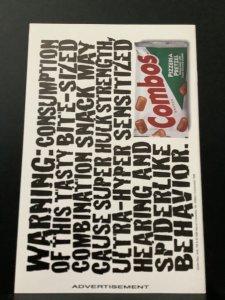 WARNING: CONSUMPTION
OF THIS TASTY BITE-SIZED
COMBINATION SNACK MAY
CAUSE SUPER HULK STRENGTH,
ULTRA-HYPER SENSITIZED
HEARING AND
SPIDERLIKE
BEHAVIOR.
PIZZERIA
PRETZEL
Combos
ADVERTISEMENT